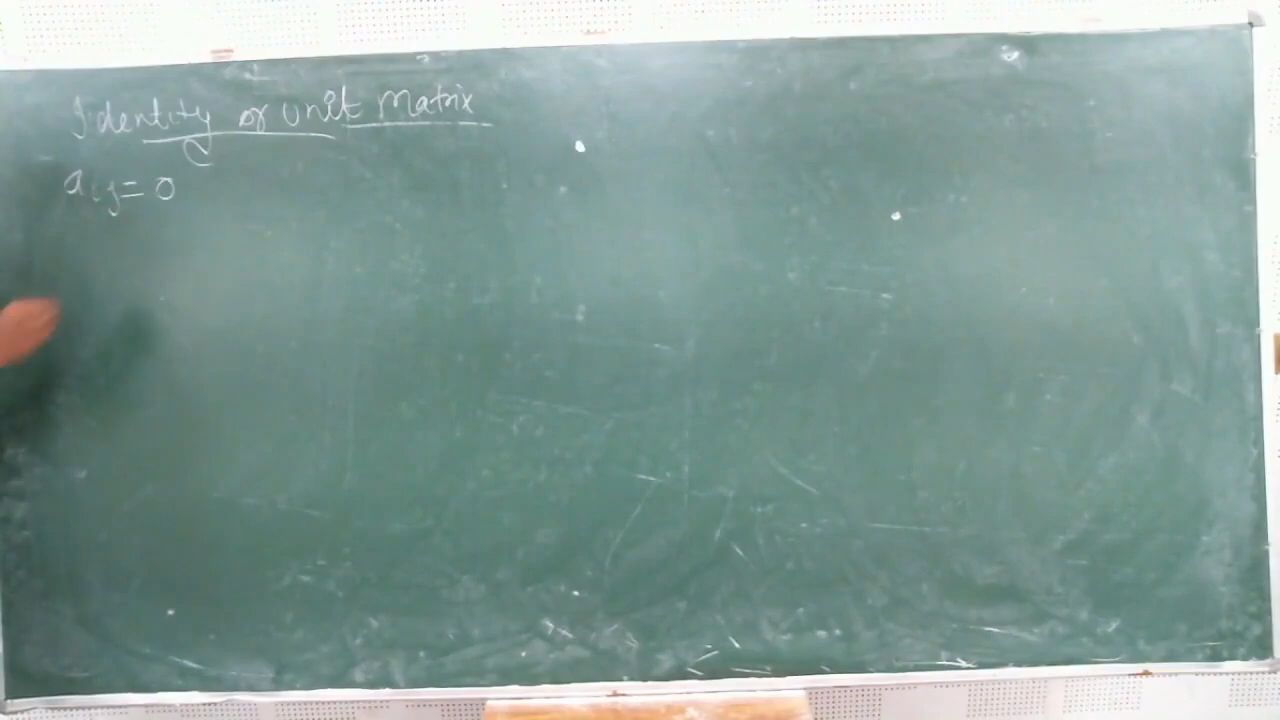 Identity or unit Matrix
aij = 0